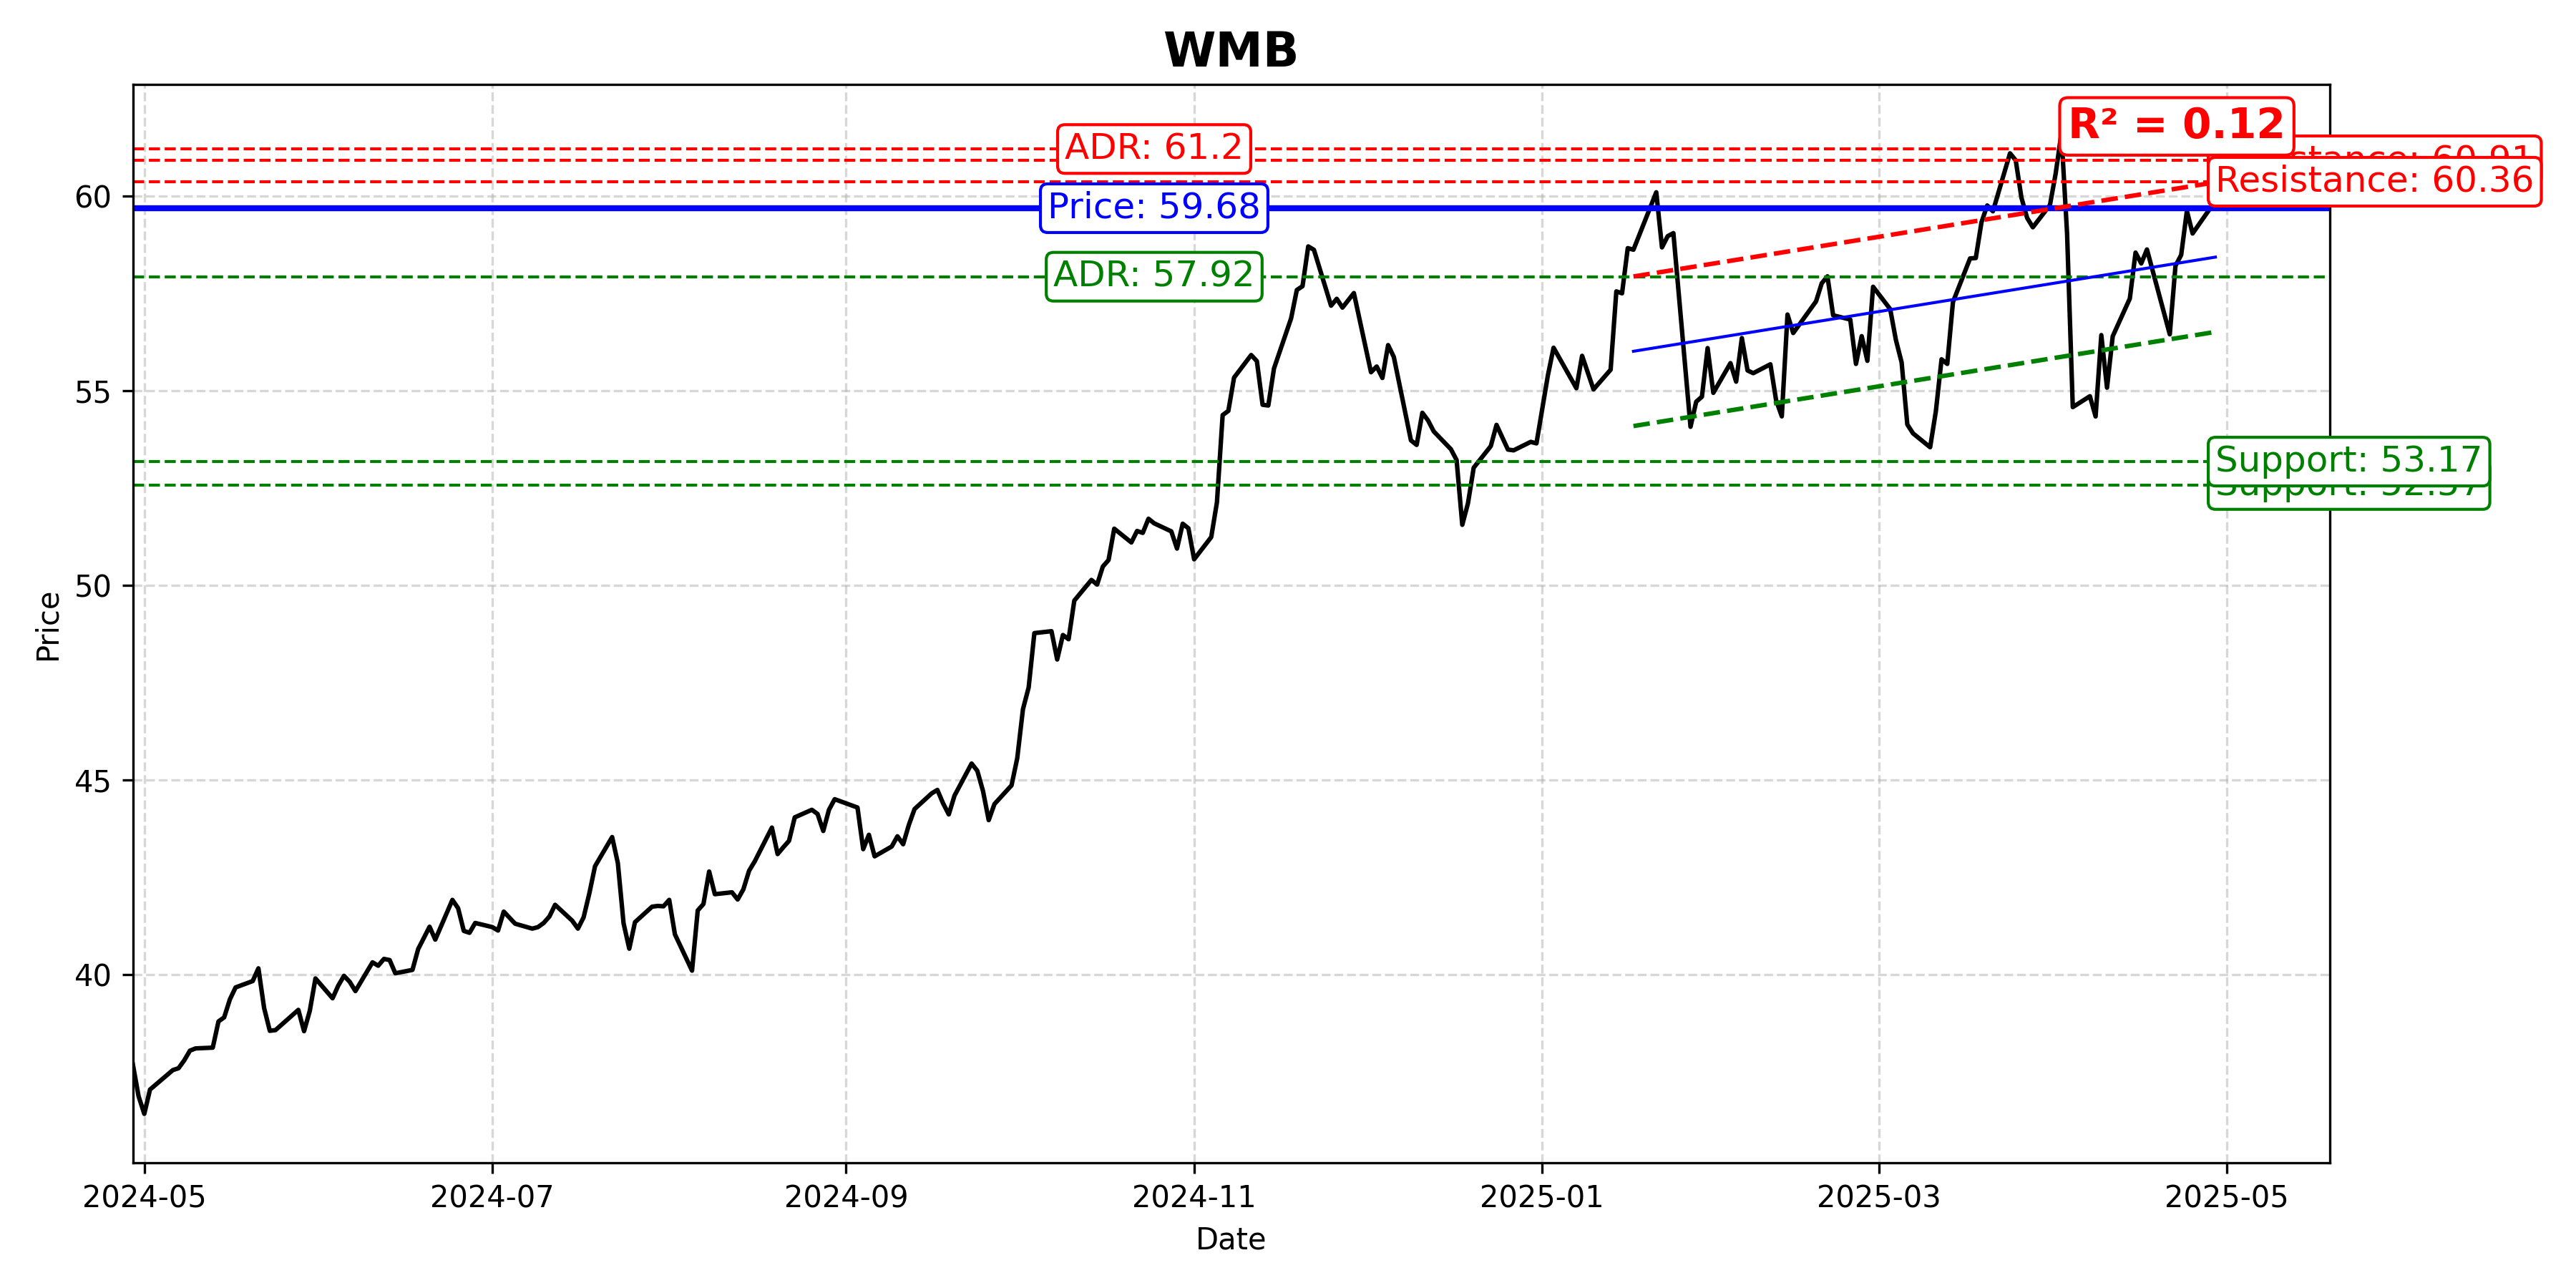 WMB
R² = 0.12
ADR: 61.2
60.91
Resistance: 60.36
Price: 59.68
ADR: 57.92
Support: 53.17
60
55
50
45
40
Price
2024-05
2024-07
2024-09
2024-11
2025-01
2025-03
2025-05
Date